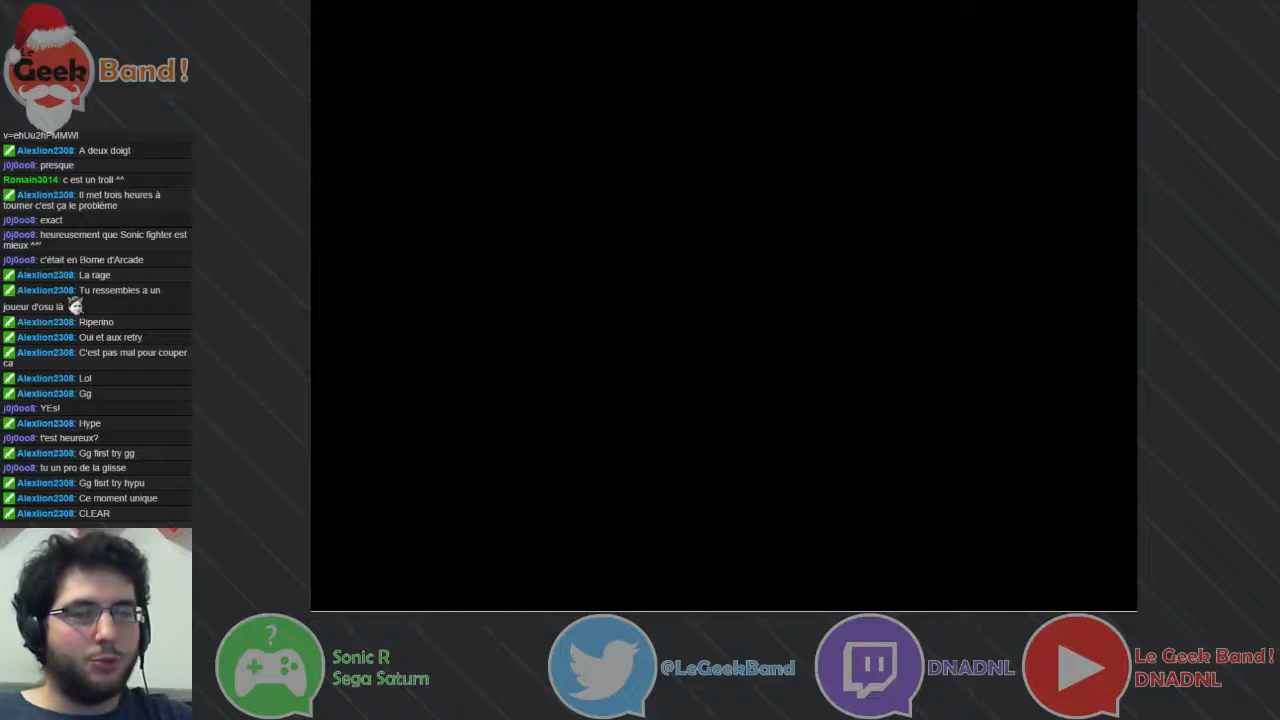 Le
Geek Band !
Alexlion2308: A deux doigt
j0j0oo8: presque
Romain3014: c est un troll ^^
Alexlion2308: Il met trois heures à
tourner c'est ça le problème
j0j0oo8: exact
j0j0oo8: heureusement que Sonic fighter est
mieux ^^'
j0j0oo8: c'était en Borne d'Arcade
Alexlion2308: La rage
Alexlion2308: Tu ressembles a un
joueur d'osu là
Alexlion2308: Riperino
Alexlion2308: Oui et aux retry
Alexlion2308: C'est pas mal pour couper
ca
Alexlion2308: Lol
Alexlion2308: Gg
j0j0oo8: YEs!
Alexlion2308: Hype
j0j0oo8: t'est heureux?
Alexlion2308: Gg first try gg
j0j0oo8: tu un pro de la glisse
Alexlion2308: Gg fisrt try hypu
Alexlion2308: Ce moment unique
Alexlion2308: CLEAR
?
Sonic R
Sega Saturn
@LeGeekBand
DNADNL
Le Geek Band !
DNADNL